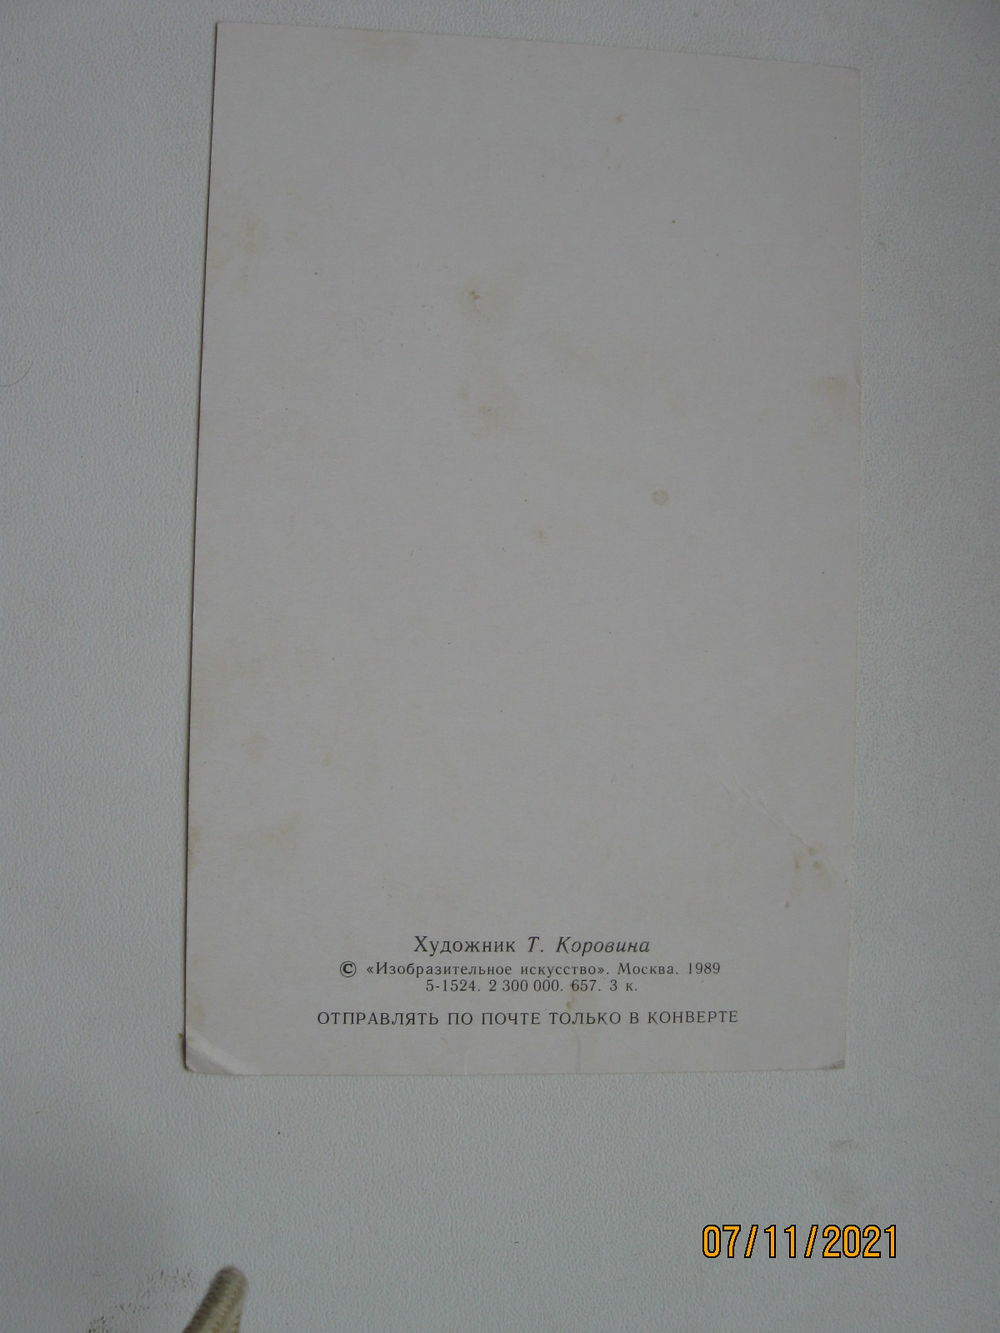 Художник Т. Коровина
© «Изобразительное искусство». Москва. 1989
5-1524. 2 300 000. 657. 3 к.
ОТПРАВЛЯТЬ ПО ПОЧТЕ ТОЛЬКО В КОНВЕРТЕ
07/11/2021